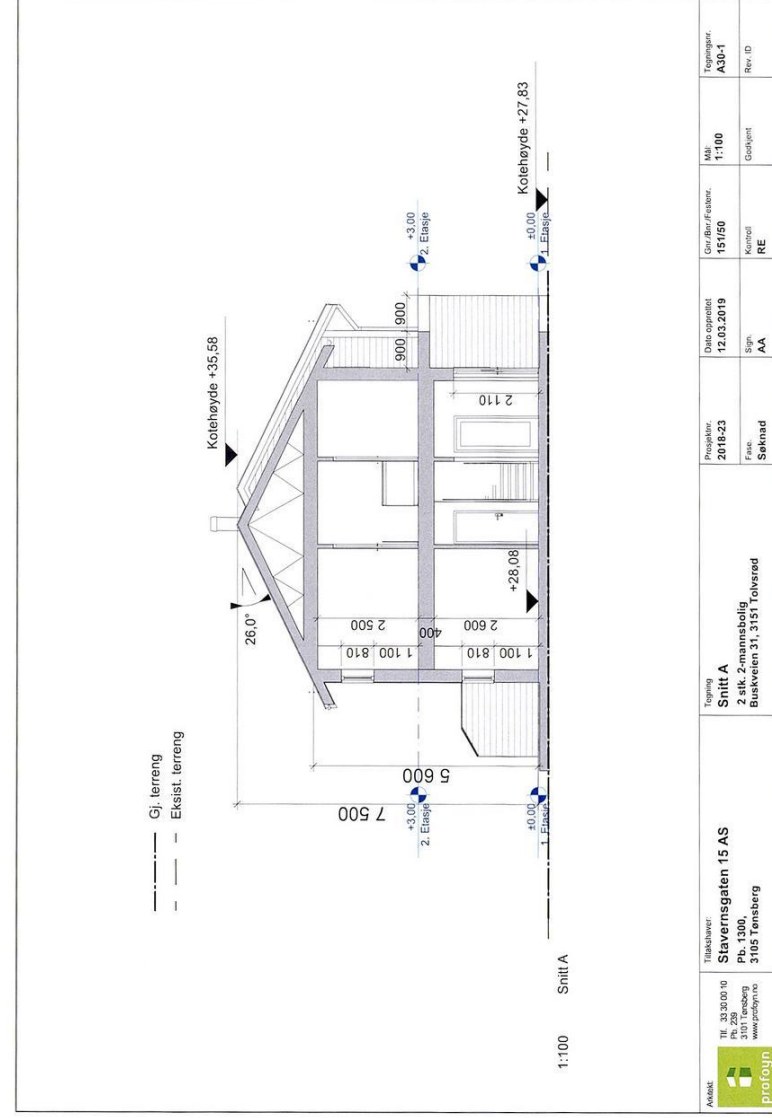 Gj. terreng
Eksist. terreng
Kotehøyde +35,58
26,0°
7 500
5 600
810
1 100
2 500
400
810
1 100
2 600
+28,08
2 110
900
900
+3,00
2. Etasje
±0,00
1. Etasje
+3,00
2. Etasje
±0,00
1. Etasje
Kotehøyde +27,83
1:100 Snitt A
Arkitekt:
profoyn
Tlf. 33 30 00 10
Pb. 239
3101 Tønsberg
www.profoyn.no
Tiltakshaver:
Stavernsgaten 15 AS
Pb. 1300,
3105 Tønsberg
Tegning
Snitt A
2 stk. 2-mannsbolig
Buskveien 31, 3151 Tolvsrød
Prosjektnr.
2018-23
Dato opprettet
12.03.2019
Gnr./Bnr./Festenr.
151/50
Mål:
1:100
Tegningsnr.
A30-1
Fase.
Søknad
Sign.
AA
Kontroll
RE
Godkjent
Rev. ID